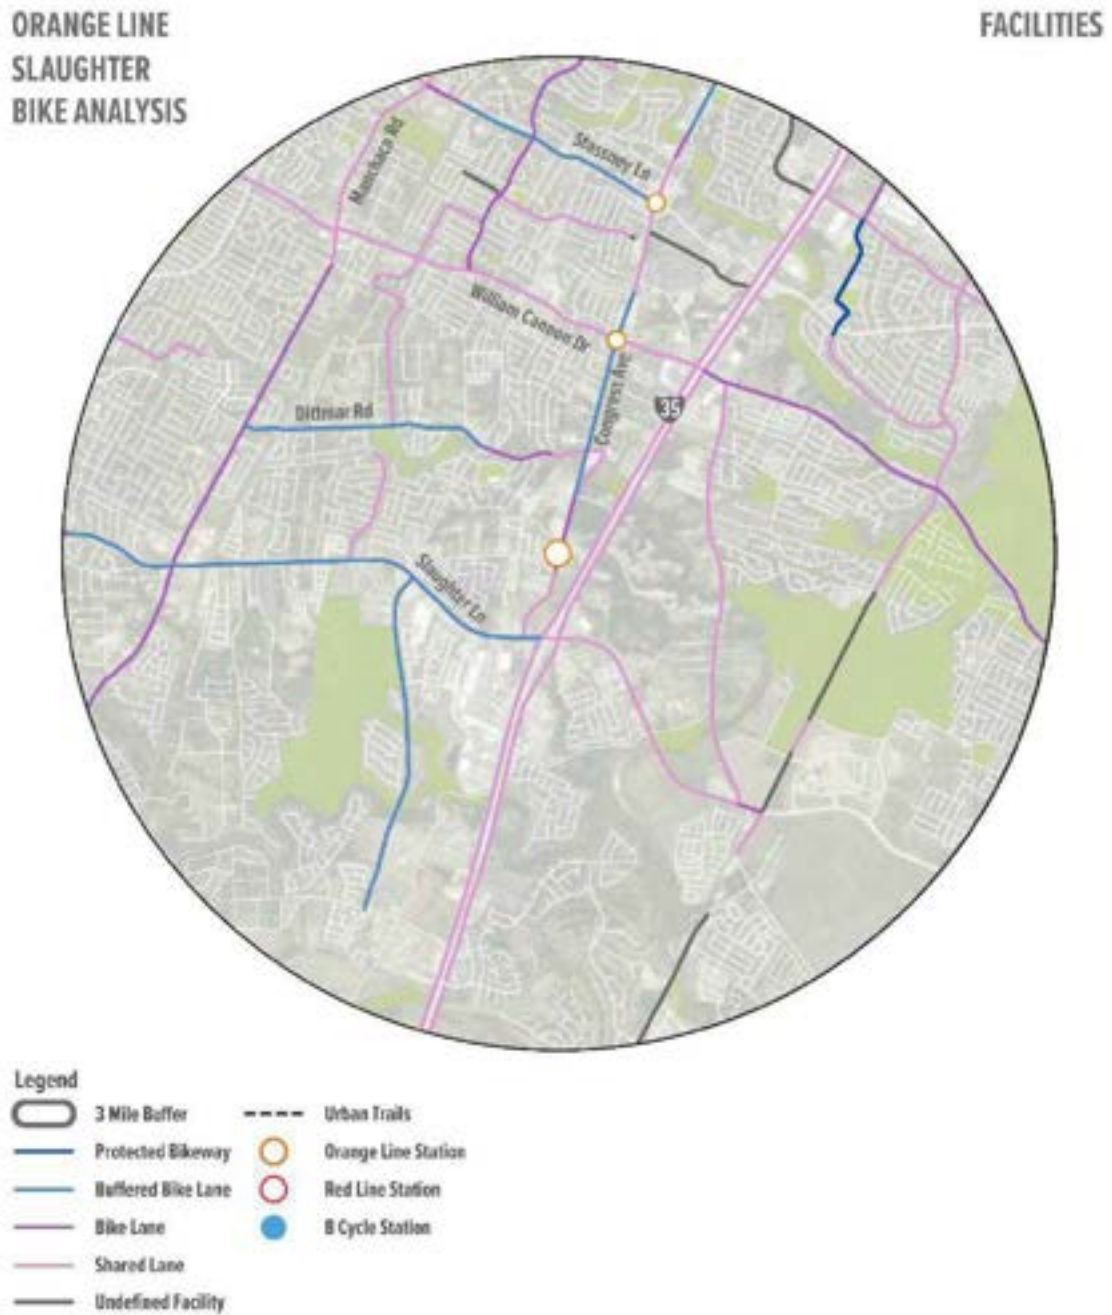 ORANGE LINE
SLAUGHTER
BIKE ANALYSIS
FACILITIES
Manchaca Rd
Stassney Ln
William Cannon Dr
Congrest Ave
35
Dittmar Rd
Slaughter Ln
Legend
3 Mile Buffer
Protected Bikeway
Buffered Bike Lane
Bike Lane
Shared Lane
Undefined Facility
Urban Trails
Orange Line Station
Red Line Station
B Cycle Station